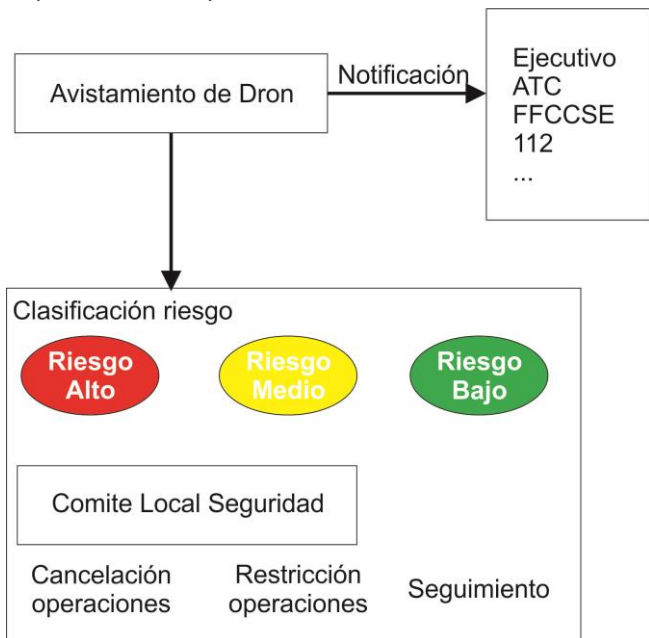 Avistamiento de Dron
Notificación
Ejecutivo
ATC
FFCCSE
112
...
Clasificación riesgo
Riesgo
Alto
Riesgo
Medio
Riesgo
Bajo
Comite Local Seguridad
Cancelación
operaciones
Restricción
operaciones
Seguimiento